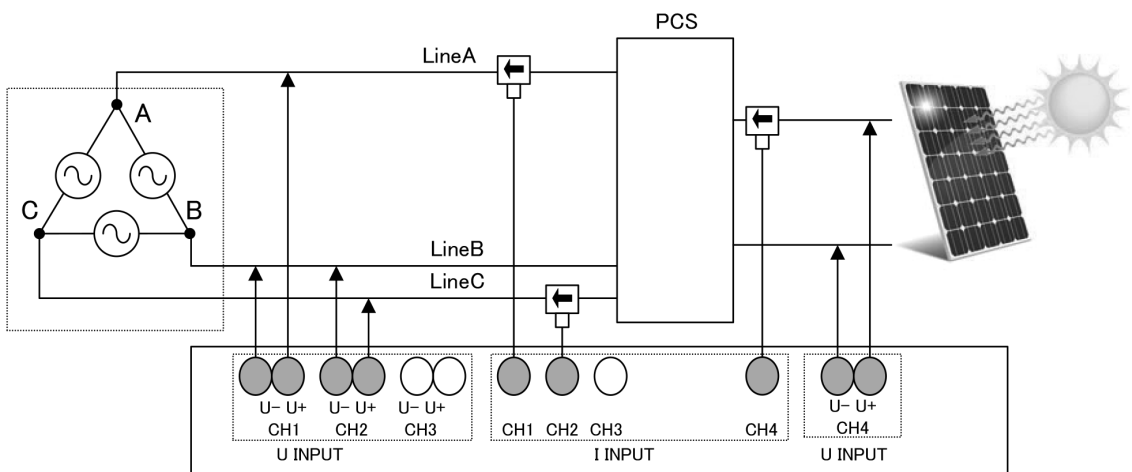 PCS
LineA
A
C
B
LineB
LineC
U- U+ U- U+ U- U+
U- U+
CH1 CH2 CH3
CH1 CH2 CH3 CH4
CH4
U INPUT
I INPUT
U INPUT